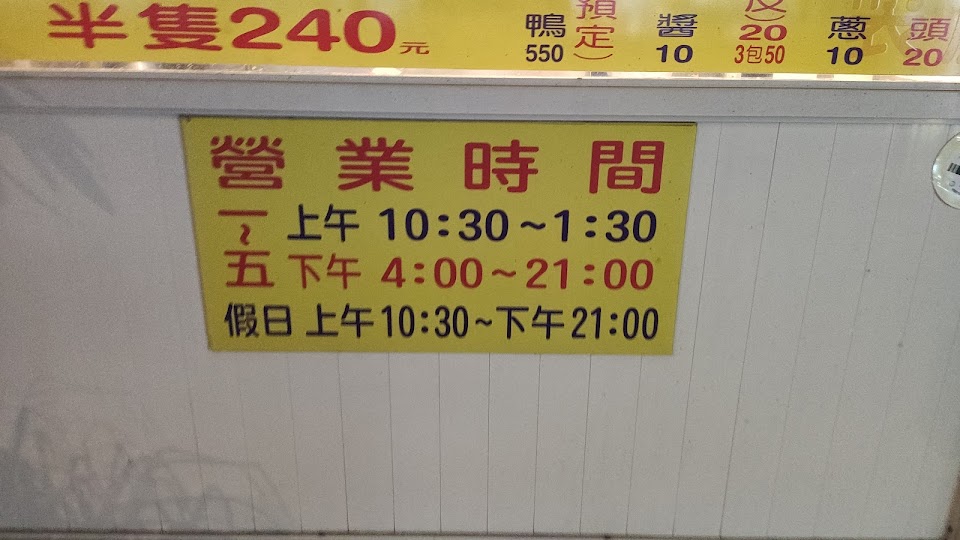 半隻240元
鴨 550
預定）
醬 10
反） 20
3包50
蔥 10
頭 20
營業時間
一~五 上午 10:30~1:30
下午 4:00~21:00
假日 上午10:30~下午21:00